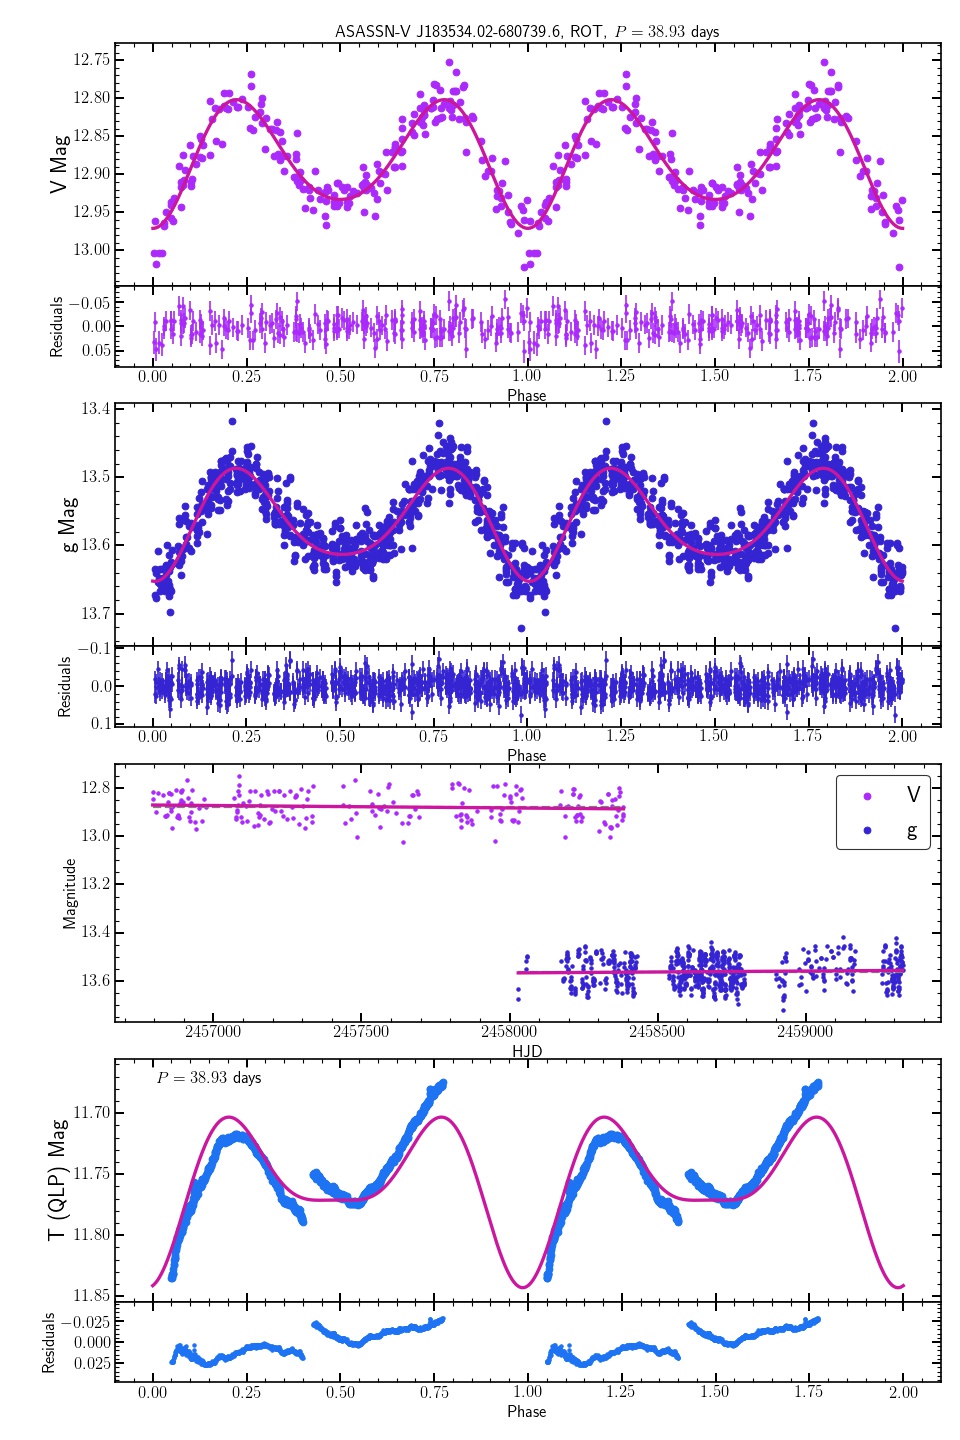 ASASSN-V J183534.02-680739.6, ROT, P = 38.93 days
V Mag
12.75
12.80
12.85
12.90
12.95
13.00
Residuals
−0.05
0.00
0.05
0.00 0.25 0.50 0.75 1.00 1.25 1.50 1.75 2.00
Phase
g Mag
13.4
13.5
13.6
13.7
Residuals
−0.1
0.0
0.1
0.00 0.25 0.50 0.75 1.00 1.25 1.50 1.75 2.00
Phase
Magnitude
12.8
13.0
13.2
13.4
13.6
V
g
2457000 2457500 2458000 2458500 2459000
HJD
P = 38.93 days
T (QLP) Mag
11.70
11.75
11.80
11.85
Residuals
−0.025
0.000
0.025
0.00 0.25 0.50 0.75 1.00 1.25 1.50 1.75 2.00
Phase